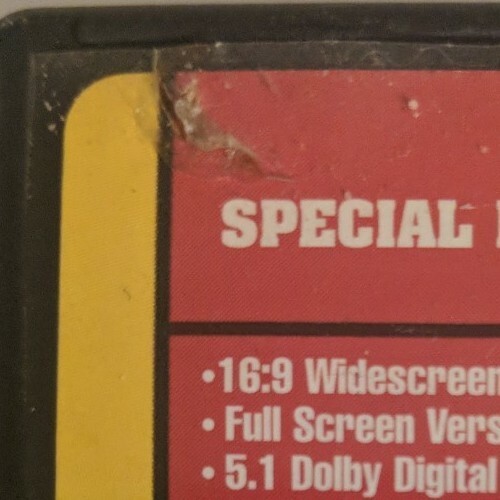 SPECIAL
•16:9 Widescreen
• Full Screen Vers
• 5.1 Dolby Digital